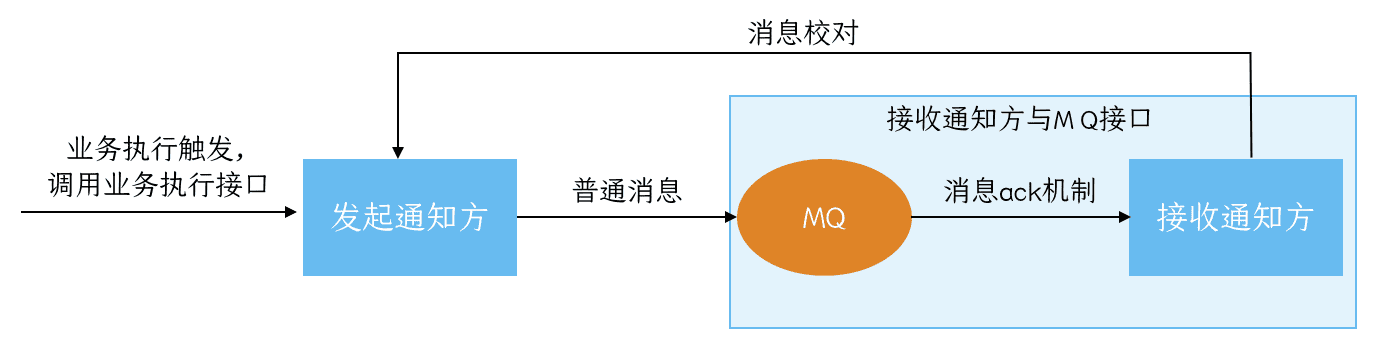 消息校对
接收通知方与MQ接口
业务执行触发，
调用业务执行接口
发起通知方
普通消息
MQ
消息ack机制
接收通知方